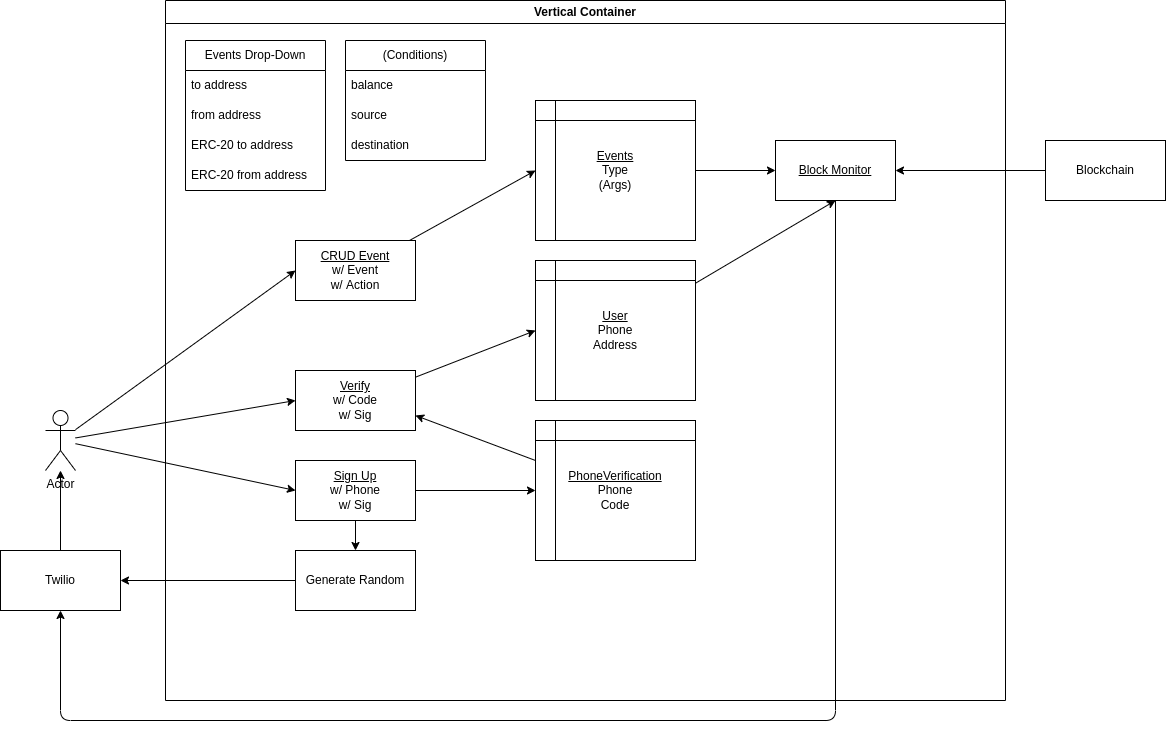 Vertical Container
Events Drop-Down
to address
from address
ERC-20 to address
ERC-20 from address
(Conditions)
balance
source
destination
Events
Type
(Args)
Block Monitor
Blockchain
CRUD Event
w/ Event
w/ Action
User
Phone
Address
Verify
w/ Code
w/ Sig
Actor
Sign Up
w/ Phone
w/ Sig
PhoneVerification
Phone
Code
Twilio
Generate Random